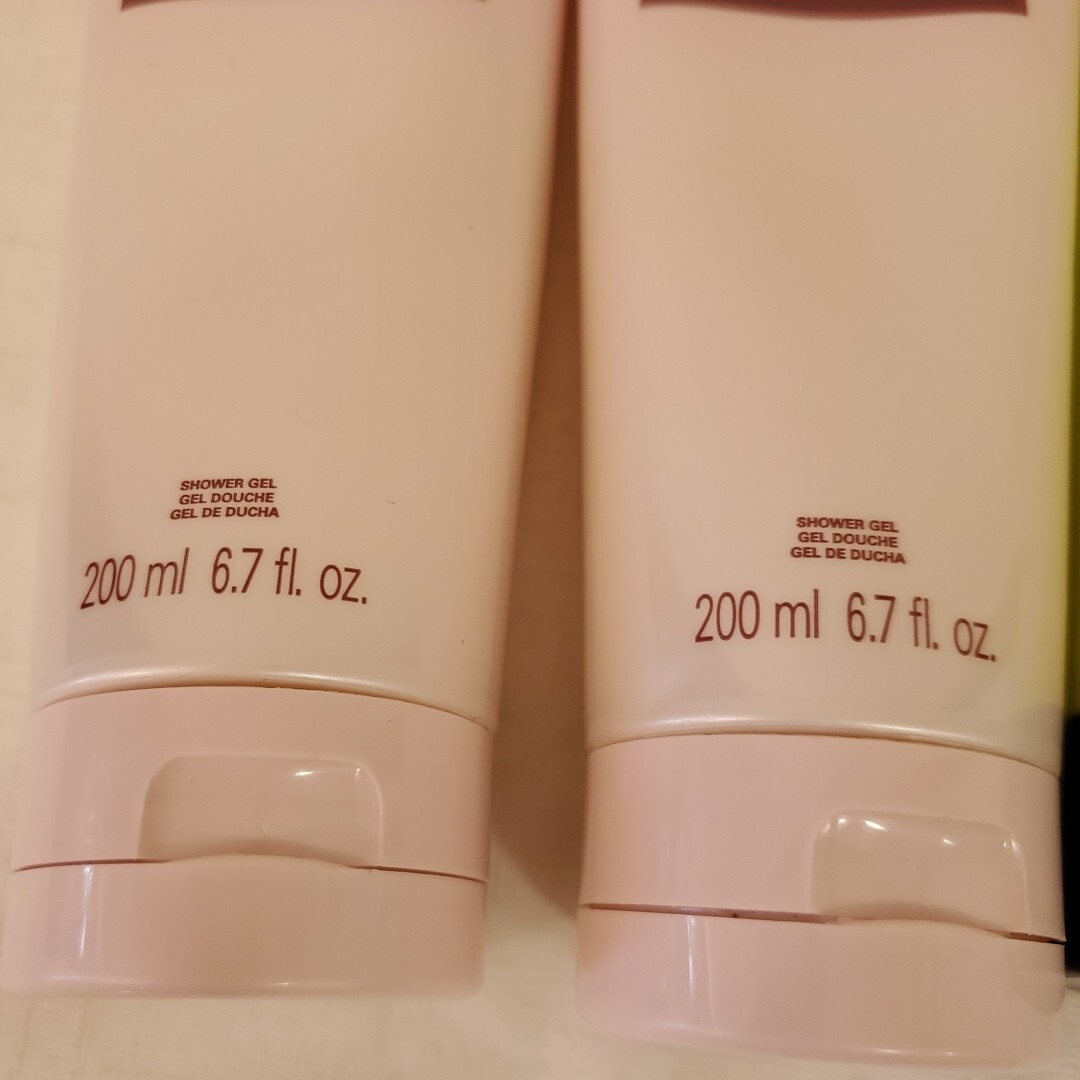 SHOWER GEL
GEL DOUCHE
GEL DE DUCHA
200 ml 6.7 fl. oz.
SHOWER GEL
GEL DOUCHE
GEL DE DUCHA
200 ml 6.7 fl. oz.